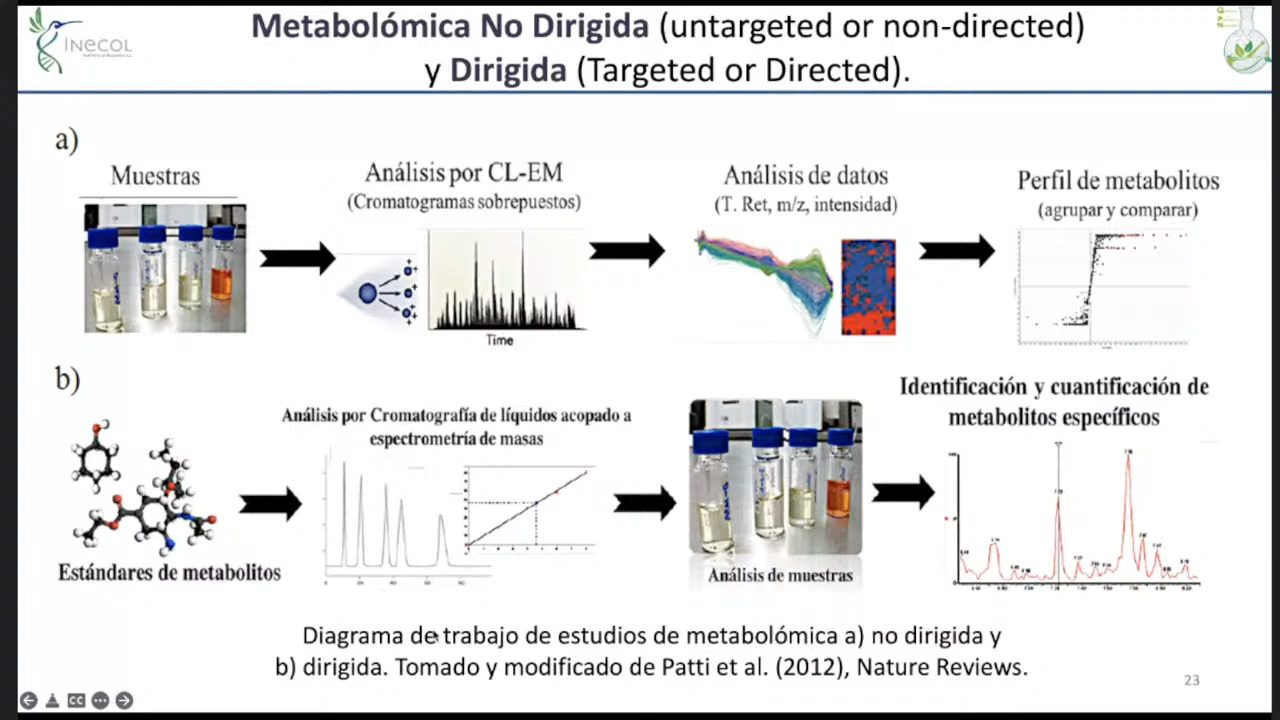 INECOL
Metabolómica No Dirigida (untargeted or non-directed)
y Dirigida (Targeted or Directed).
a)
Muestras
Análisis por CL-EM
(Cromatogramas sobrepuestos)
Time
Análisis de datos
(T. Ret, m/z, intensidad)
Perfil de metabolitos
(agrupar y comparar)
b)
Estándares de metabolitos
Análisis por Cromatografía de líquidos acopado a
espectrometría de masas
Análisis de muestras
Identificación y cuantificación de
metabolitos específicos
Diagrama de trabajo de estudios de metabolómica a) no dirigida y
b) dirigida. Tomado y modificado de Patti et al. (2012), Nature Reviews.
23
CC